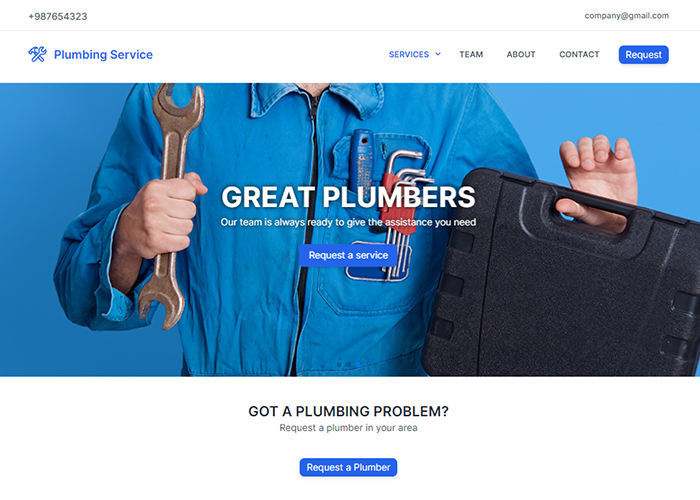 +987654323
company@gmail.com
Plumbing Service
SERVICES
TEAM
ABOUT
CONTACT
Request
GREAT PLUMBERS
Our team is always ready to give the assistance you need
Request a service
GOT A PLUMBING PROBLEM?
Request a plumber in your area
Request a Plumber